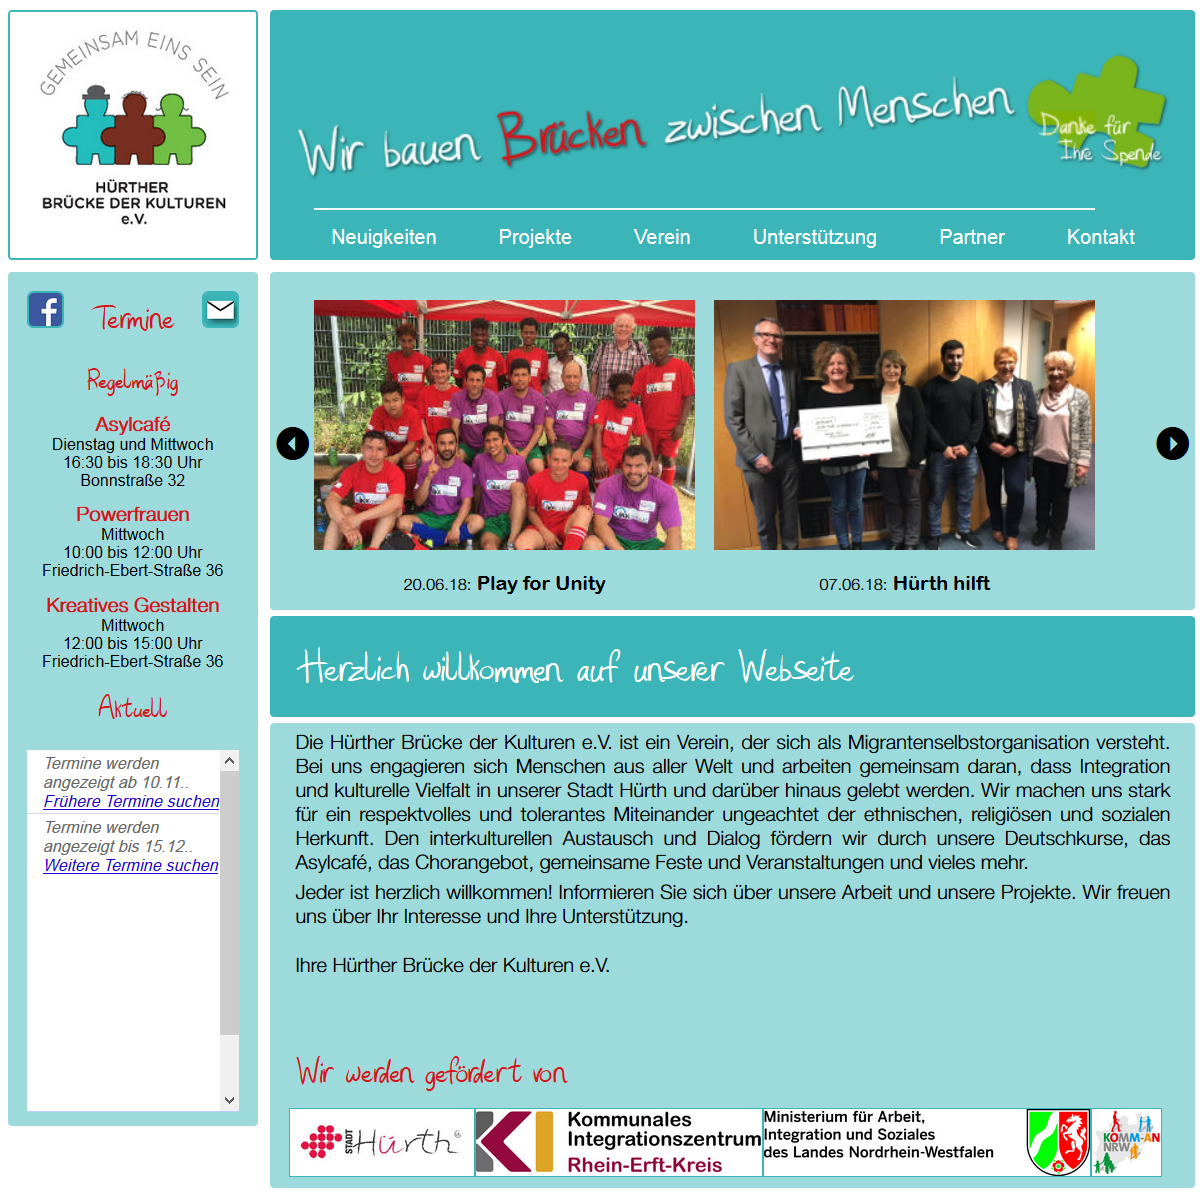 GEMEINSAM EINS SEIN
HÜRTHER
BRÜCKE DER KULTUREN
e.V.
Wir bauen Brücken zwischen Menschen
Danke für
Ihre Spende
Neuigkeiten Projekte Verein Unterstützung Partner Kontakt
Termine
Regelmäßig
Asylcafé
Dienstag und Mittwoch
16:30 bis 18:30 Uhr
Bonnstraße 32
Powerfrauen
Mittwoch
10:00 bis 12:00 Uhr
Friedrich-Ebert-Straße 36
Kreatives Gestalten
Mittwoch
12:00 bis 15:00 Uhr
Friedrich-Ebert-Straße 36
Aktuell
Termine werden
angezeigt ab 10.11..
Frühere Termine suchen
Termine werden
angezeigt bis 15.12..
Weitere Termine suchen
20.06.18: Play for Unity
07.06.18: Hürth hilft
Herzlich willkommen auf unserer Webseite
Die Hürther Brücke der Kulturen e.V. ist ein Verein, der sich als Migrantenselbstorganisation versteht.
Bei uns engagieren sich Menschen aus aller Welt und arbeiten gemeinsam daran, dass Integration
und kulturelle Vielfalt in unserer Stadt Hürth und darüber hinaus gelebt werden. Wir machen uns stark
für ein respektvolles und tolerantes Miteinander ungeachtet der ethnischen, religiösen und sozialen
Herkunft. Den interkulturellen Austausch und Dialog fördern wir durch unsere Deutschkurse, das
Asylcafé, das Chorangebot, gemeinsame Feste und Veranstaltungen und vieles mehr.
Jeder ist herzlich willkommen! Informieren Sie sich über unsere Arbeit und unsere Projekte. Wir freuen
uns über Ihr Interesse und Ihre Unterstützung.
Ihre Hürther Brücke der Kulturen e.V.
Wir werden gefördert von
STADT Hürth
KI
Kommunales
Integrationszentrum
Rhein-Erft-Kreis
Ministerium für Arbeit,
Integration und Soziales
des Landes Nordrhein-Westfalen
KOMM-AN
NRW